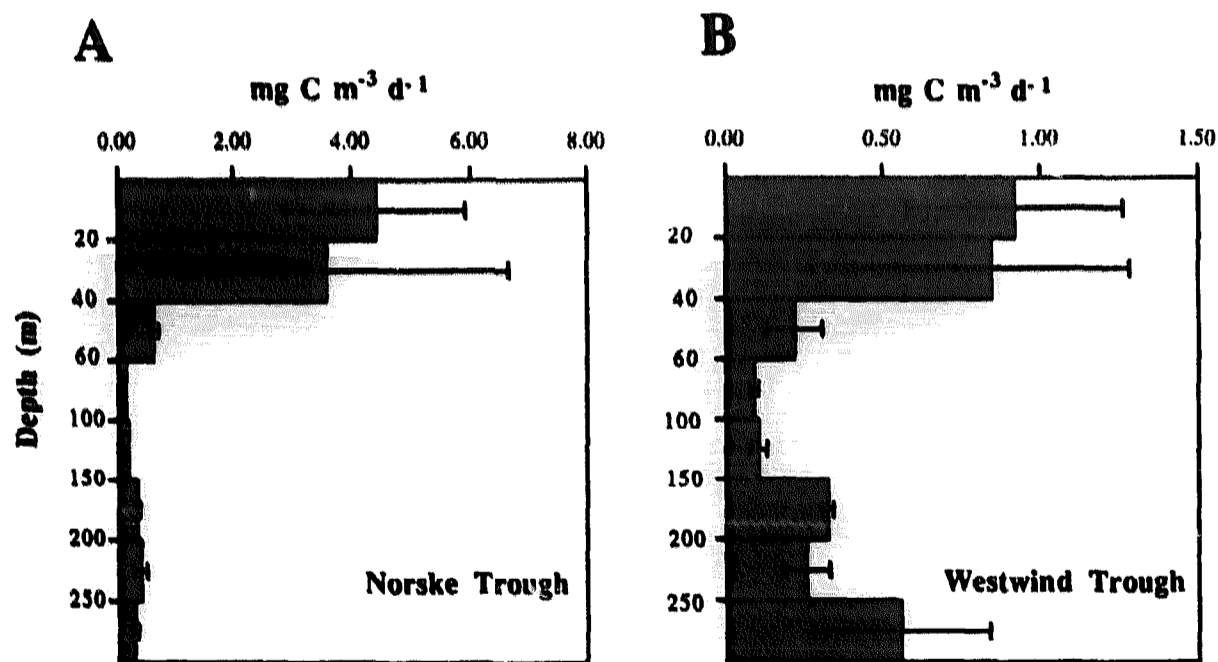 A
mg C m⁻³ d⁻¹
0.00 2.00 4.00 6.00 8.00
20
40
60
100
150
200
250
Depth (m)
Norske Trough
B
mg C m⁻³ d⁻¹
0.00 0.50 1.00 1.50
20
40
60
100
150
200
250
Westwind Trough